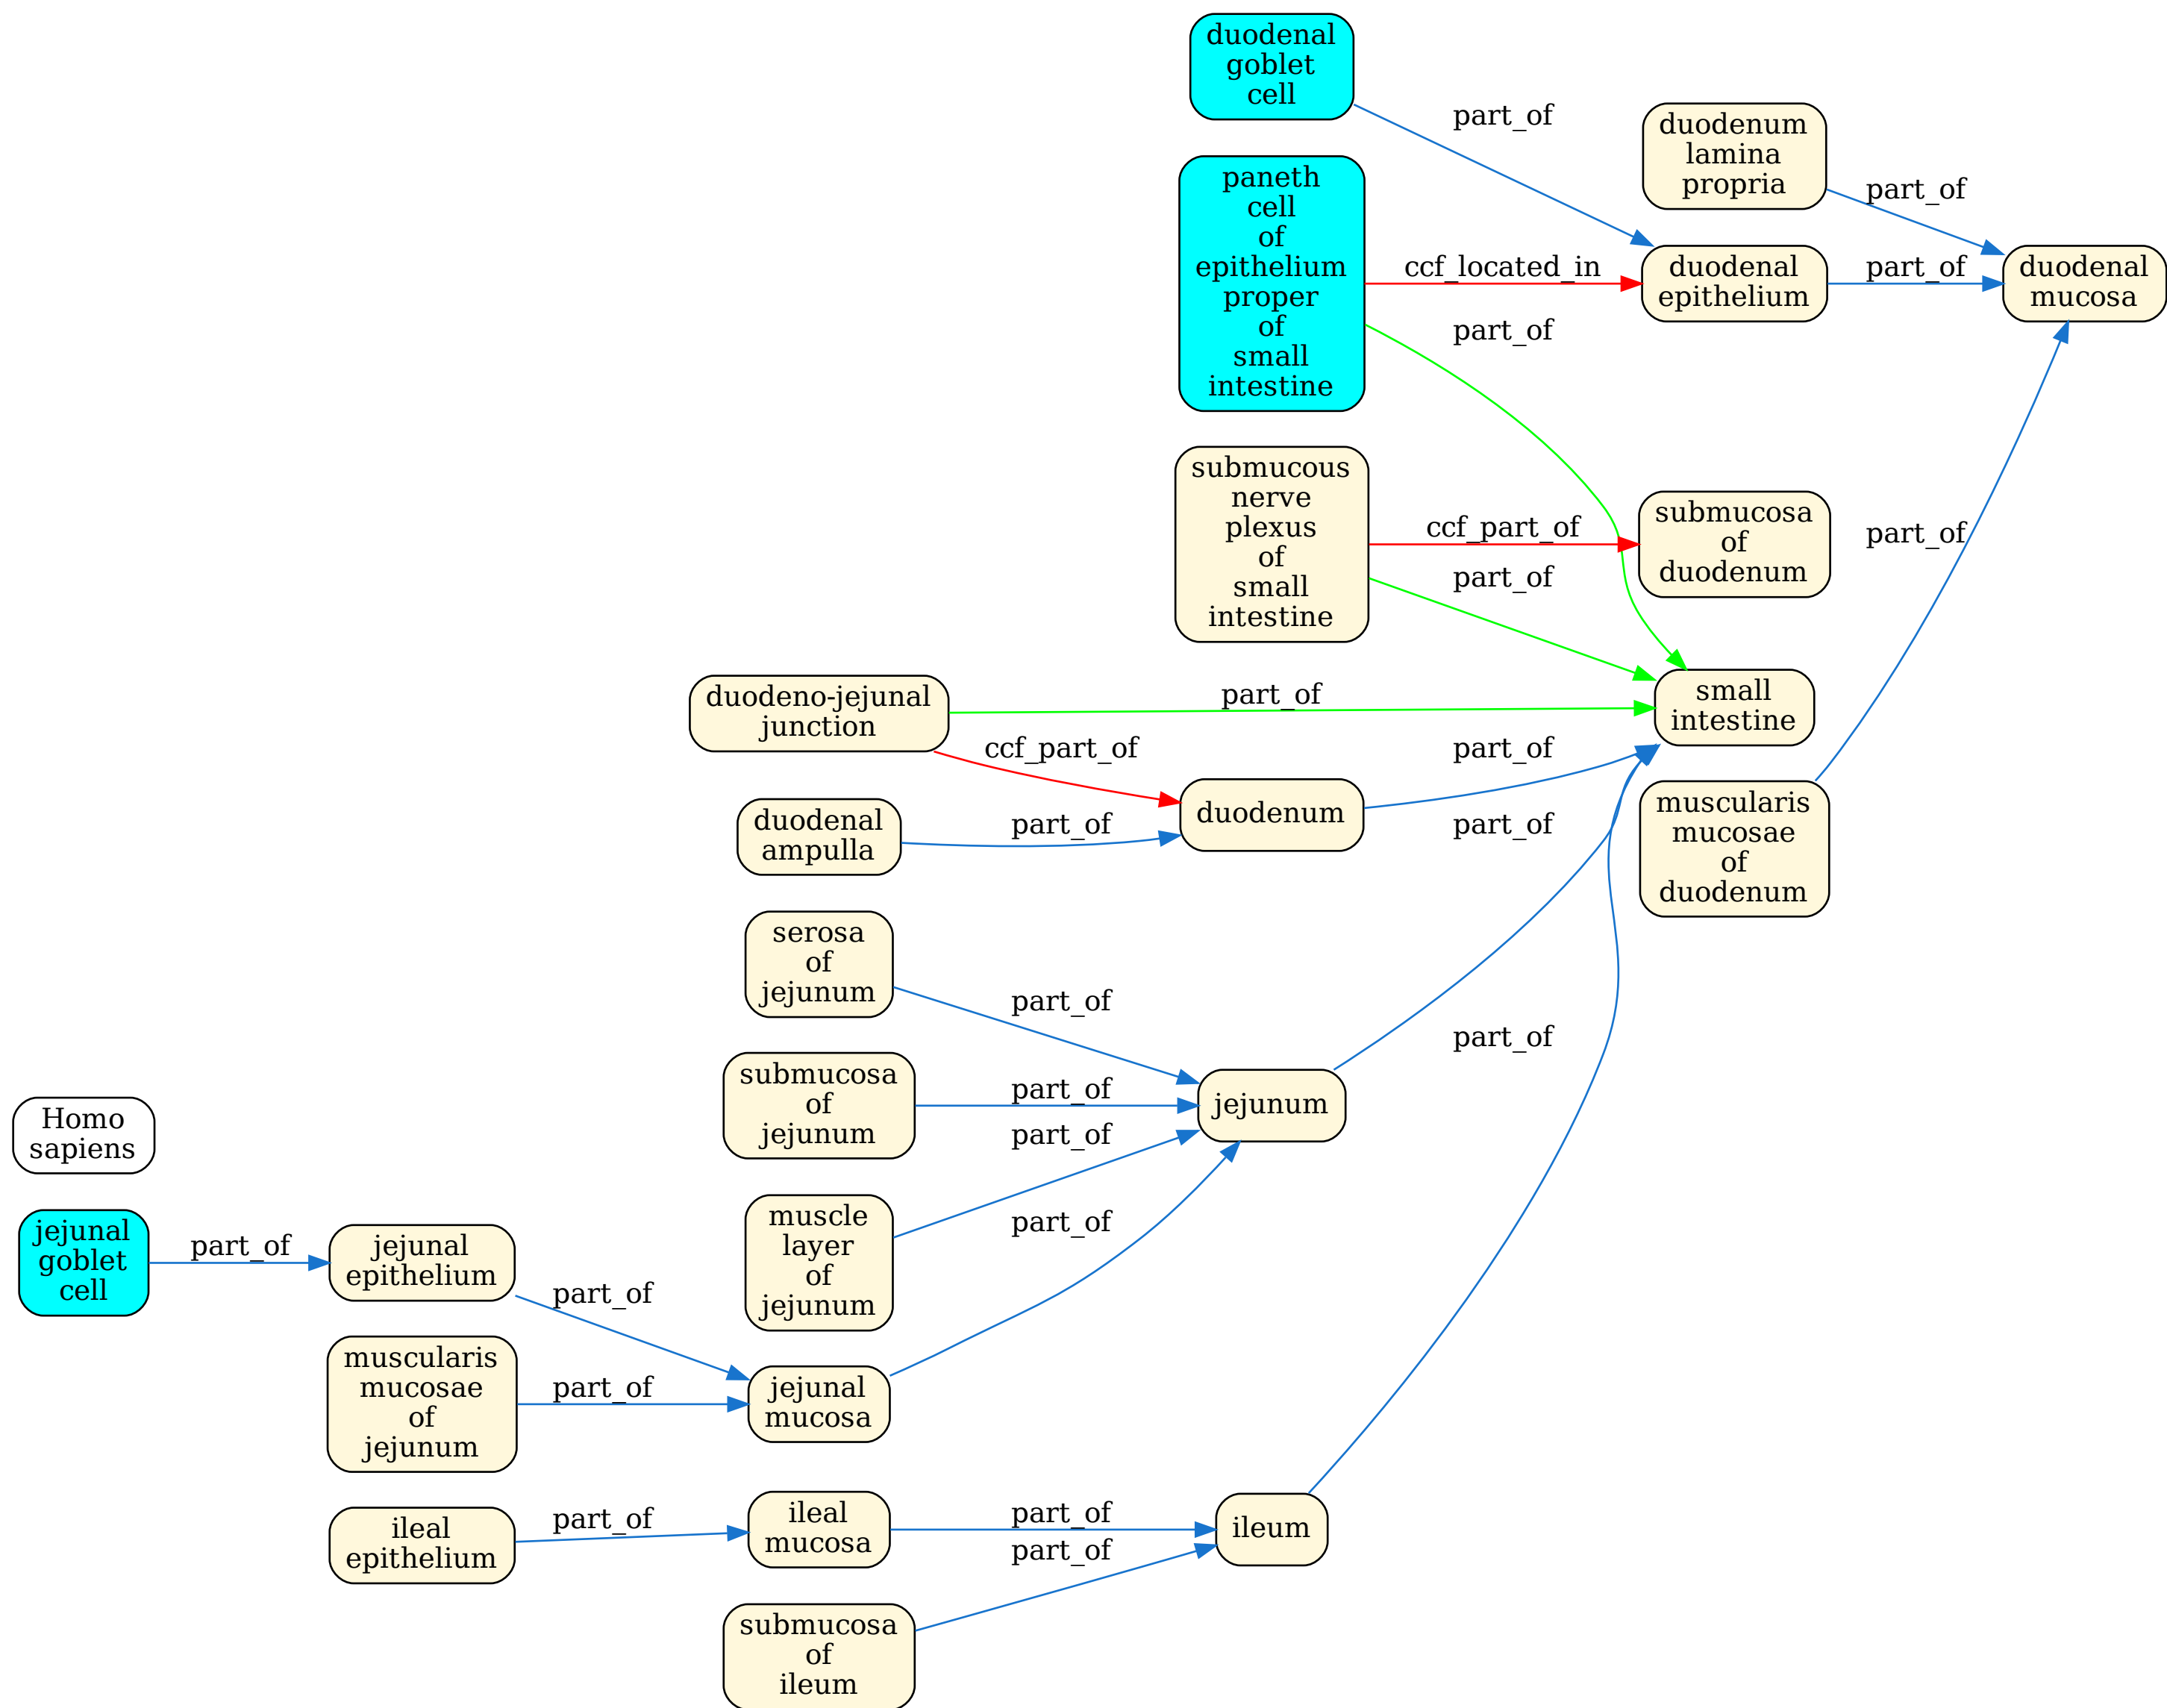 duodenal
goblet
cell
part_of
duodenum
lamina
propria
part_of
paneth
cell
of
epithelium
proper
of
small
intestine
ccf_located_in
duodenal
epithelium
part_of
duodenal
mucosa
part_of
submucous
nerve
plexus
of
small
intestine
ccf_part_of
submucosa
of
duodenum
part_of
part_of
duodeno-jejunal
junction
part_of
small
intestine
ccf_part_of
part_of
duodenum
duodenal
ampulla
part_of
part_of
muscularis
mucosae
of
duodenum
serosa
of
jejunum
part_of
part_of
submucosa
of
jejunum
part_of
jejunum
part_of
Homo
sapiens
muscle
layer
of
jejunum
part_of
jejunal
goblet
cell
part_of
jejunal
epithelium
part_of
muscularis
mucosae
of
jejunum
part_of
jejunal
mucosa
ileal
epithelium
part_of
ileal
mucosa
part_of
ileum
part_of
submucosa
of
ileum